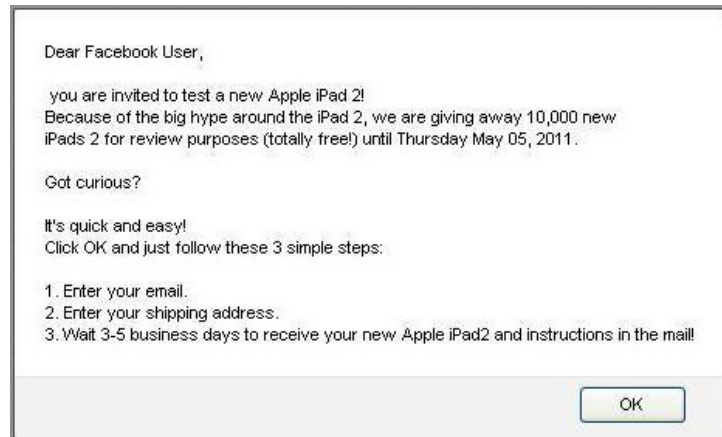 Dear Facebook User,
you are invited to test a new Apple iPad 2!
Because of the big hype around the iPad 2, we are giving away 10,000 new
iPads 2 for review purposes (totally free!) until Thursday May 05, 2011.
Got curious?
It's quick and easy!
Click OK and just follow these 3 simple steps:
1. Enter your email.
2. Enter your shipping address.
3. Wait 3-5 business days to receive your new Apple iPad2 and instructions in the mail!
OK